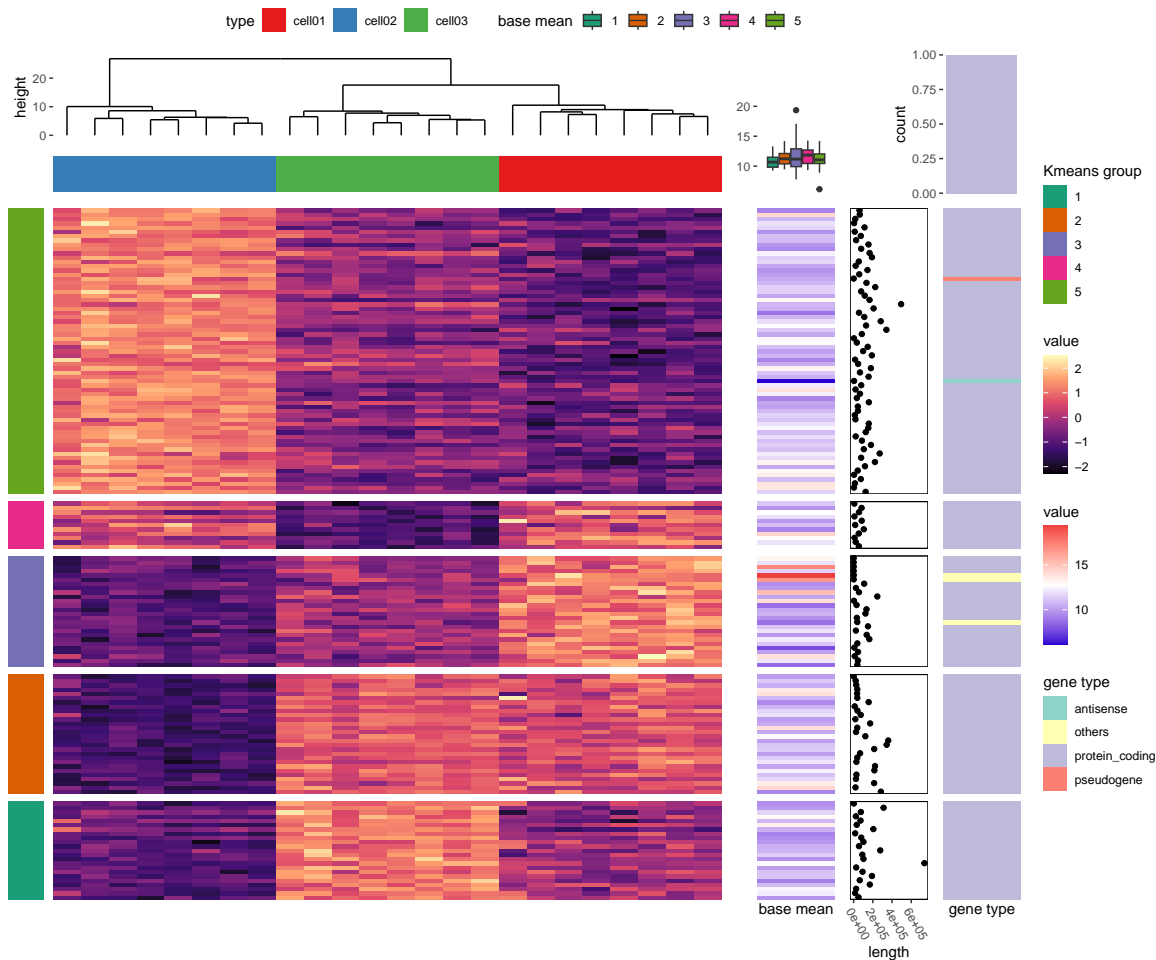 type cell01 cell02 cell03 base mean 1 2 3 4 5
height
20
10
0
20
15
10
count
1.00
0.75
0.50
0.25
0.00
Kmeans group
1
2
3
4
5
value
2
1
0
−1
−2
value
15
10
gene type
antisense
others
protein_coding
pseudogene
base mean
0e+00
2e+05
4e+05
6e+05
length
gene type